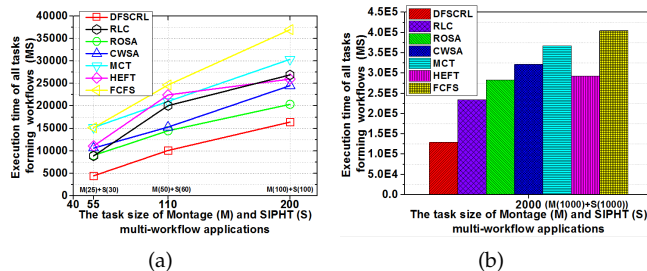 Execution time of all tasks
forming workflows (MS)
40000
35000
30000
25000
20000
15000
10000
5000
0
DFSCRL
RLC
ROSA
CWSA
MCT
HEFT
FCFS
M(25)+S(30)
M(50)+S(60)
M(100)+S(100)
40 55 110 200
The task size of Montage (M) and SIPHT (S)
multi-workflow applications
(a)
Execution time of all tasks
forming workflows (MS)
4.5E5
4.0E5
3.5E5
3.0E5
2.5E5
2.0E5
1.5E5
1.0E5
5.0E4
0.0E4
DFSCRL
RLC
ROSA
CWSA
MCT
HEFT
FCFS
2000 (M(1000)+S(1000))
The task size of Montage (M) and SIPHT (S)
multi-workflow applications
(b)